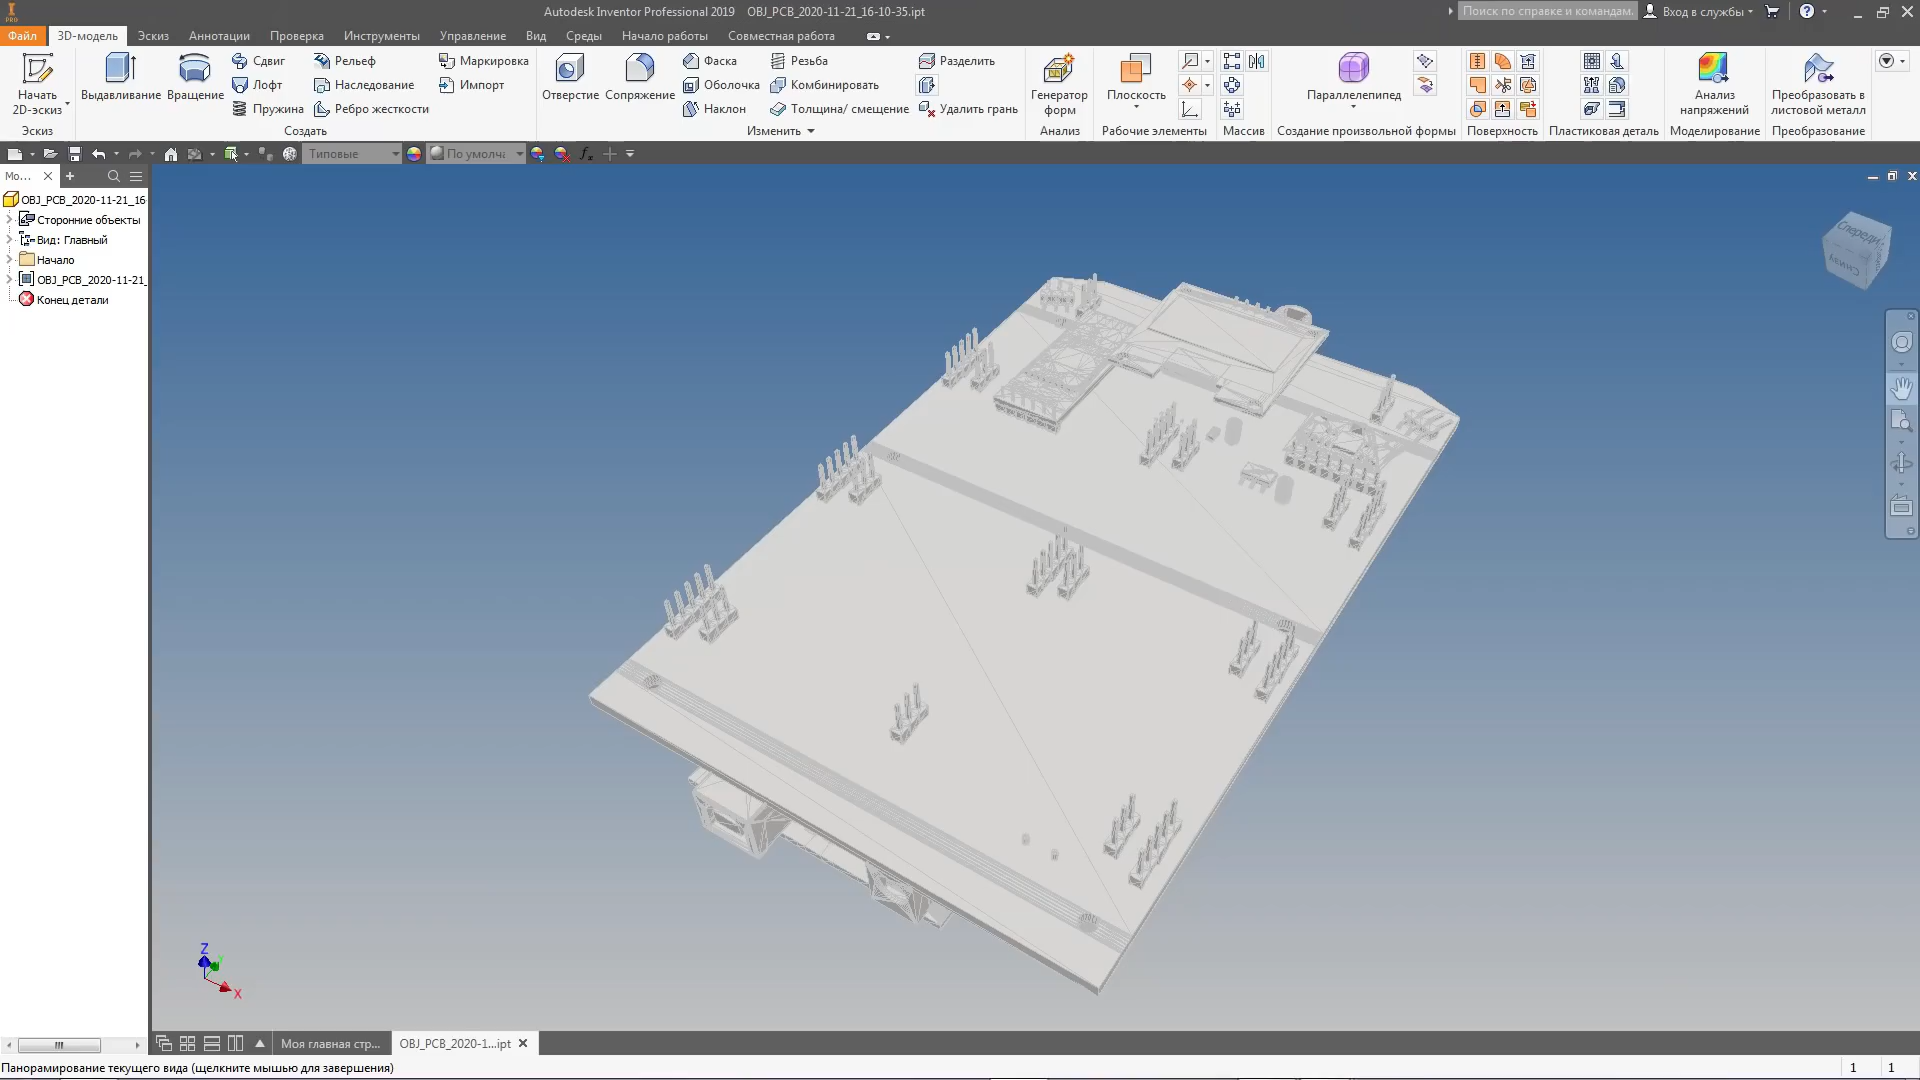 PRO
Autodesk Inventor Professional 2019 OBJ_PCB_2020-11-21_16-10-35.ipt
Поиск по справке и командам.
Вход в службы
Файл 3D-модель Эскиз Аннотации Проверка Инструменты Управление Вид Среды Начало работы Совместная работа
Начать 2D-эскиз
Эскиз
Выдавливание
Вращение
Сдвиг
Лофт
Пружина
Рельеф
Наследование
Ребро жесткости
Маркировка
Импорт
Создать
Отверстие
Сопряжение
Фаска
Оболочка
Наклон
Резьба
Комбинировать
Толщина/ смещение
Разделить
Удалить грань
Изменить
Генератор форм
Анализ
Плоскость
Рабочие элементы
Массив
Параллелепипед
Создание произвольной формы
Поверхность
Пластиковая деталь
Анализ напряжений
Моделирование
Преобразовать в листовой металл
Преобразование
Типовые
По умолча
fx
Мо...
OBJ_PCB_2020-11-21_16
Сторонние объекты
Вид: Главный
Начало
OBJ_PCB_2020-11-21_
Конец детали
Спереди
Снизу
Z
X
Моя главная стр...
OBJ_PCB_2020-1...ipt
Панорамирование текущего вида (щелкните мышью для завершения)
1 1